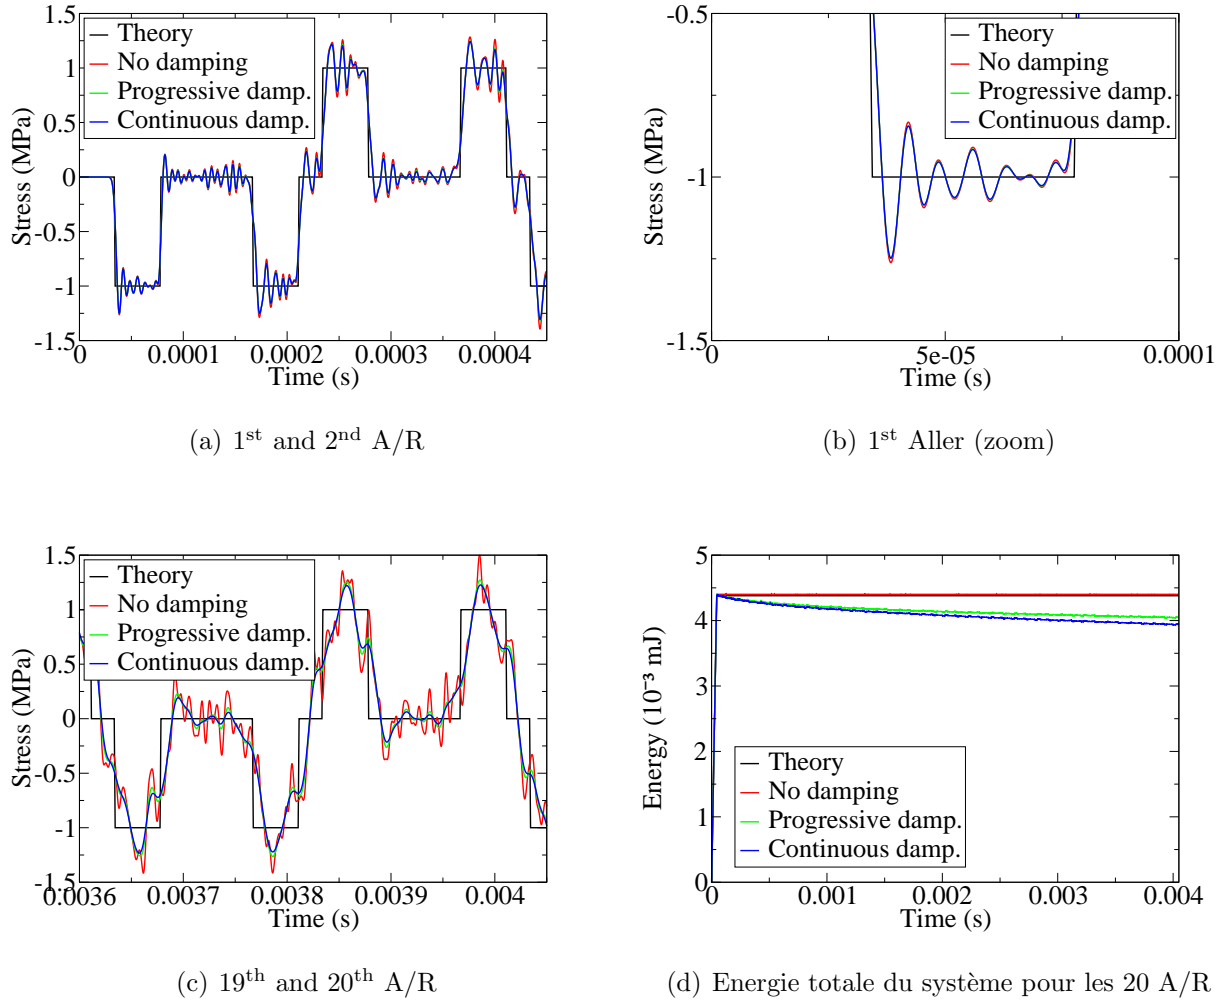 1.5
1
0.5
0
-0.5
-1
-1.5
Stress (MPa)
Theory
No damping
Progressive damp.
Continuous damp.
0
0.0001
0.0002
0.0003
0.0004
Time (s)
(a) 1st and 2nd A/R
-0.5
-1
-1.5
Stress (MPa)
Theory
No damping
Progressive damp.
Continuous damp.
0
5e-05
0.0001
Time (s)
(b) 1st Aller (zoom)
1.5
1
0.5
0
-0.5
-1
-1.5
Stress (MPa)
Theory
No damping
Progressive damp.
Continuous damp.
0.0036
0.0037
0.0038
0.0039
0.004
Time (s)
(c) 19th and 20th A/R
5
4
3
2
1
0
Energy (10⁻³ mJ)
Theory
No damping
Progressive damp.
Continuous damp.
0
0.001
0.002
0.003
0.004
Time (s)
(d) Energie totale du système pour les 20 A/R